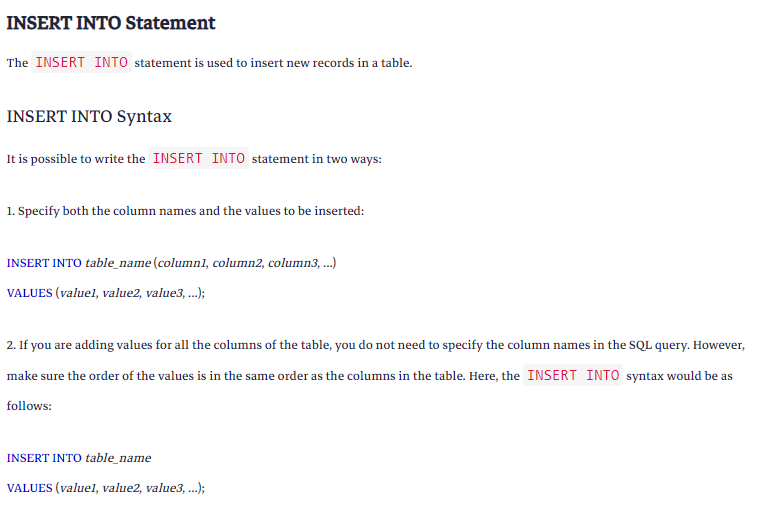 INSERT INTO Statement
The INSERT INTO statement is used to insert new records in a table.
INSERT INTO Syntax
It is possible to write the INSERT INTO statement in two ways:
1. Specify both the column names and the values to be inserted:
INSERT INTO table_name (column1, column2, column3, ...)
VALUES (value1, value2, value3, ...);
2. If you are adding values for all the columns of the table, you do not need to specify the column names in the SQL query. However,
make sure the order of the values is in the same order as the columns in the table. Here, the INSERT INTO syntax would be as
follows:
INSERT INTO table_name
VALUES (value1, value2, value3, ...);